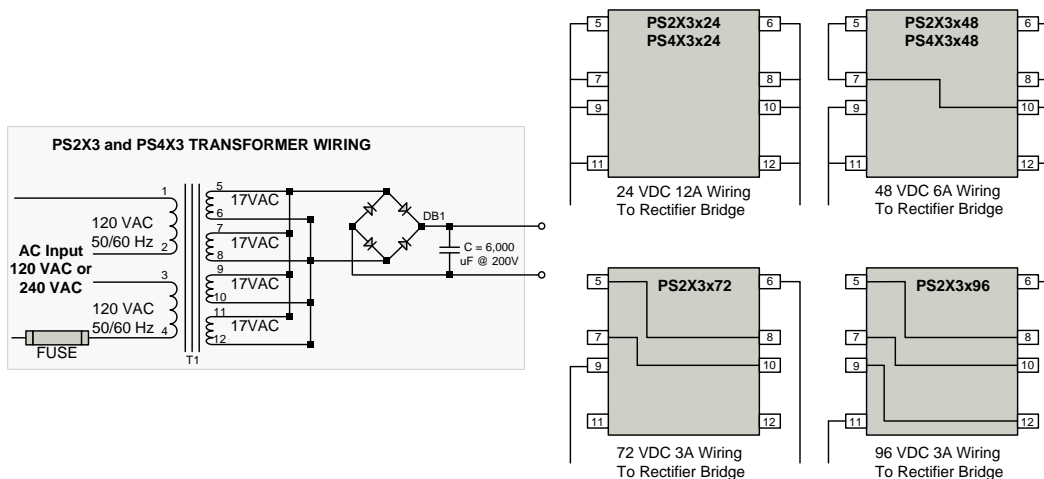 PS2X3 and PS4X3 TRANSFORMER WIRING
1
120 VAC
50/60 Hz
2
AC Input
120 VAC or
240 VAC
3
120 VAC
50/60 Hz
4
FUSE
T1
5
17VAC
6
7
17VAC
8
9
17VAC
10
11
17VAC
12
DB1
C = 6,000
uF @ 200V
5
PS2X3x24
6
PS4X3x24
7
8
9
10
11
12
24 VDC 12A Wiring
To Rectifier Bridge
5
PS2X3x48
6
PS4X3x48
7
8
9
10
11
12
48 VDC 6A Wiring
To Rectifier Bridge
5
PS2X3x72
6
7
8
9
10
11
12
72 VDC 3A Wiring
To Rectifier Bridge
5
PS2X3x96
6
7
8
9
10
11
12
96 VDC 3A Wiring
To Rectifier Bridge